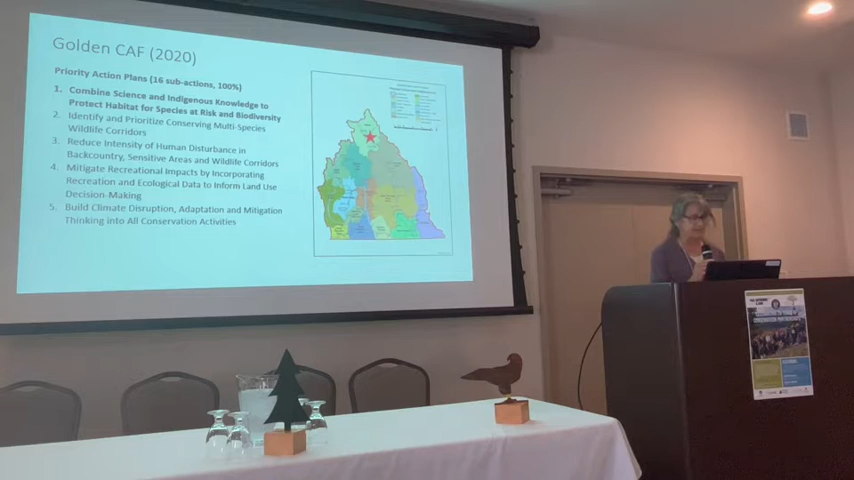 Golden CAF (2020)
Priority Action Plans (16 sub-actions, 100%)
1. Combine Science and Indigenous Knowledge to
Protect Habitat for Species at Risk and Biodiversity
2. Identify and Prioritize Conserving Multi-Species
Wildlife Corridors
3. Reduce Intensity of Human Disturbance in
Backcountry, Sensitive Areas and Wildlife Corridors
4. Mitigate Recreational Impacts by Incorporating
Recreation and Ecological Data to Inform Land Use
Decision-Making
5. Build Climate Disruption, Adaptation and Mitigation
Thinking into All Conservation Activities